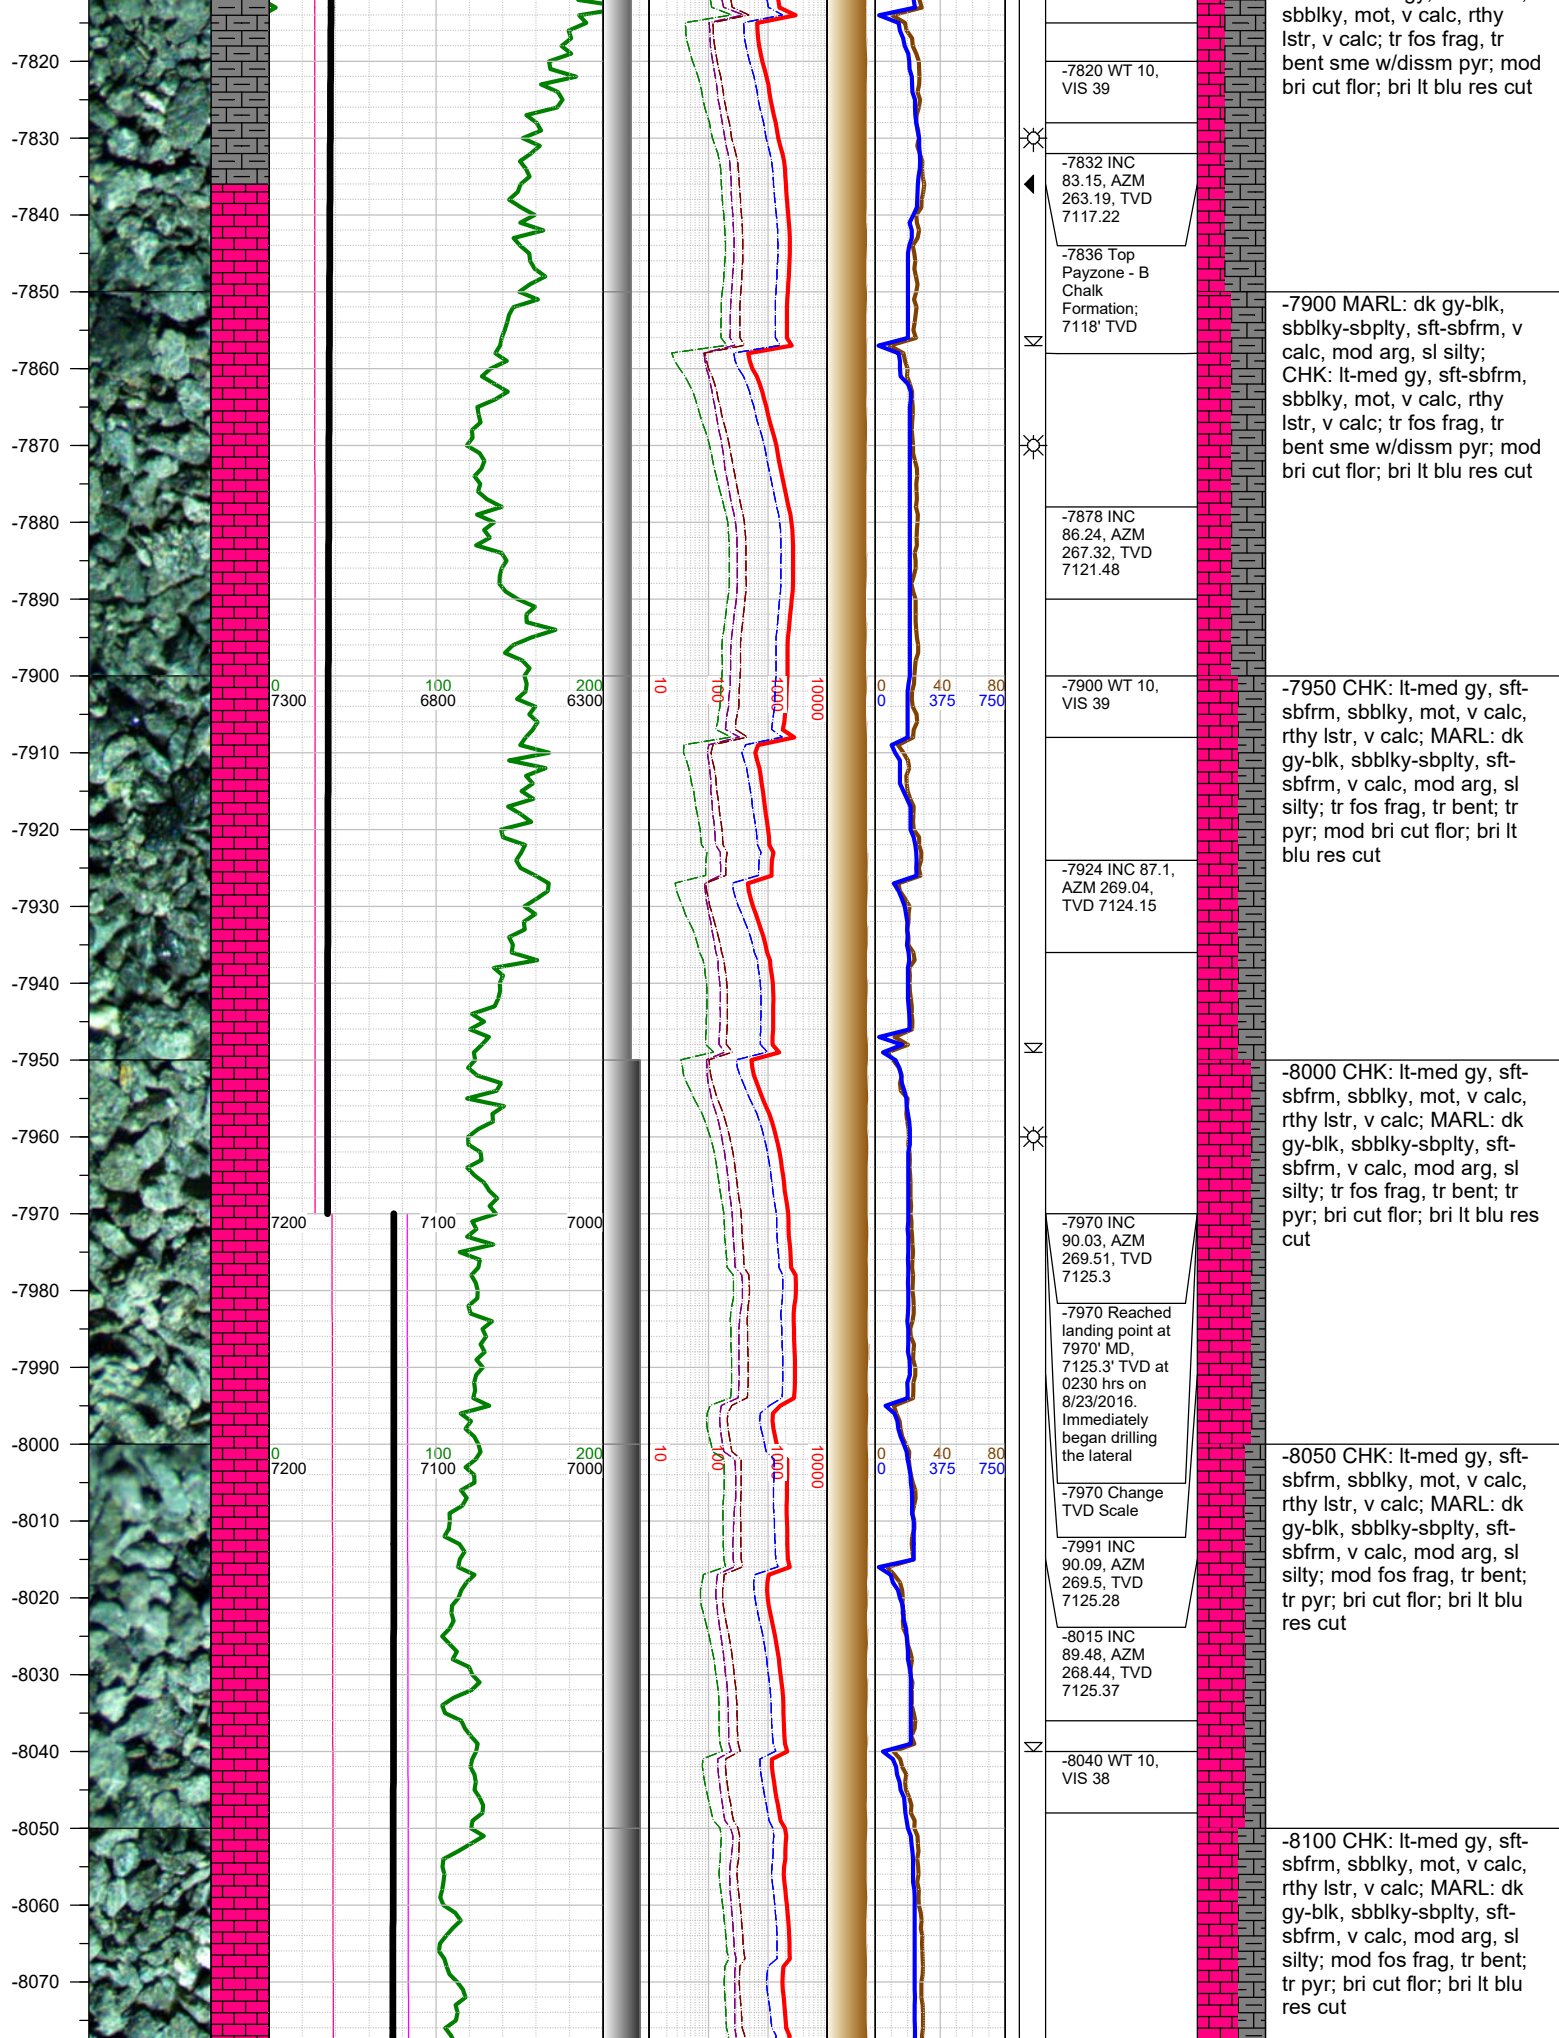 sbblky, mot, v calc, rthy
lstr, v calc; tr fos frag, tr
bent sme w/dissm pyr; mod
bri cut flor; bri lt blu res cut
-7820
-7820 WT 10,
VIS 39
-7830
-7832 INC
83.15, AZM
263.19, TVD
7117.22
-7840
-7836 Top
Payzone - B
Chalk
Formation;
7118' TVD
-7850
-7900 MARL: dk gy-blk,
sbblky-sbplty, sft-sbfrm, v
calc, mod arg, sl silty;
CHK: lt-med gy, sft-sbfrm,
sbblky, mot, v calc, rthy
lstr, v calc; tr fos frag, tr
bent sme w/dissm pyr; mod
bri cut flor; bri lt blu res cut
-7860
-7870
-7880
-7878 INC
86.24, AZM
267.32, TVD
7121.48
-7890
-7900
0 100 200
7300 6800 6300
10 100 1000 10000
0 40 80
0 375 750
-7900 WT 10,
VIS 39
-7950 CHK: lt-med gy, sft-
sbfrm, sbblky, mot, v calc,
rthy lstr, v calc; MARL: dk
gy-blk, sbblky-sbplty, sft-
sbfrm, v calc, mod arg, sl
silty; tr fos frag, tr bent; tr
pyr; mod bri cut flor; bri lt
blu res cut
-7910
-7920
-7924 INC 87.1,
AZM 269.04,
TVD 7124.15
-7930
-7940
-7950
-8000 CHK: lt-med gy, sft-
sbfrm, sbblky, mot, v calc,
rthy lstr, v calc; MARL: dk
gy-blk, sbblky-sbplty, sft-
sbfrm, v calc, mod arg, sl
silty; tr fos frag, tr bent; tr
pyr; bri cut flor; bri lt blu res
cut
-7960
-7970
7200 7100 7000
-7970 INC
90.03, AZM
269.51, TVD
7125.3
-7980
-7970 Reached
landing point at
7970' MD,
7125.3' TVD at
0230 hrs on
8/23/2016.
Immediately
began drilling
the lateral
-7990
-8000
0 100 200
7200 7100 7000
10 100 1000 10000
0 40 80
0 375 750
-7970 Change
TVD Scale
-8050 CHK: lt-med gy, sft-
sbfrm, sbblky, mot, v calc,
rthy lstr, v calc; MARL: dk
gy-blk, sbblky-sbplty, sft-
sbfrm, v calc, mod arg, sl
silty; mod fos frag, tr bent;
tr pyr; bri cut flor; bri lt blu
res cut
-8010
-7991 INC
90.09, AZM
269.5, TVD
7125.28
-8020
-8015 INC
89.48, AZM
268.44, TVD
7125.37
-8030
-8040
-8040 WT 10,
VIS 38
-8050
-8100 CHK: lt-med gy, sft-
sbfrm, sbblky, mot, v calc,
rthy lstr, v calc; MARL: dk
gy-blk, sbblky-sbplty, sft-
sbfrm, v calc, mod arg, sl
silty; mod fos frag, tr bent;
tr pyr; bri cut flor; bri lt blu
res cut
-8060
-8070